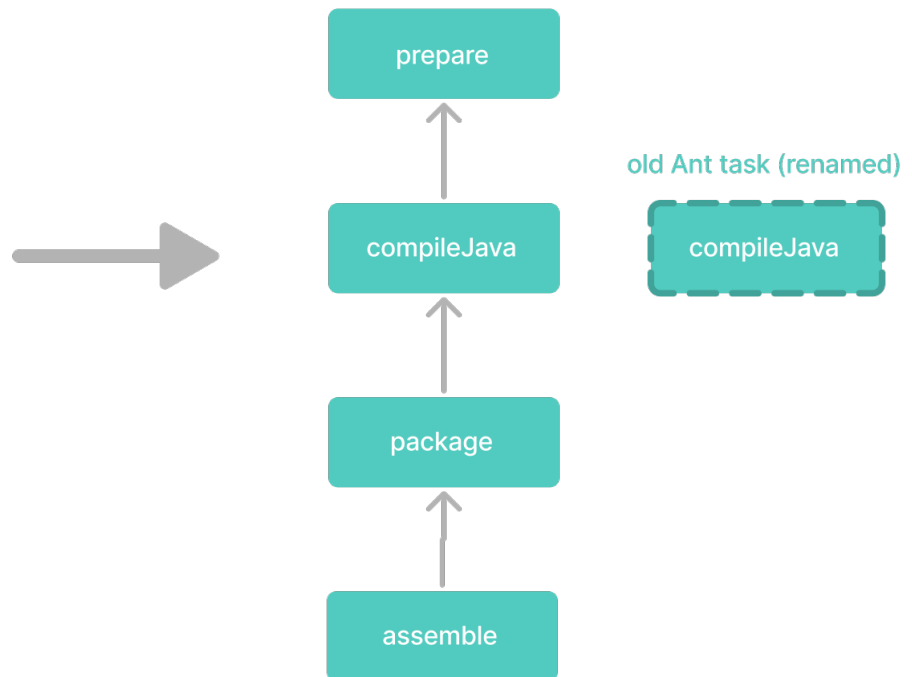 prepare
old Ant task (renamed)
compileJava
compileJava
package
assemble